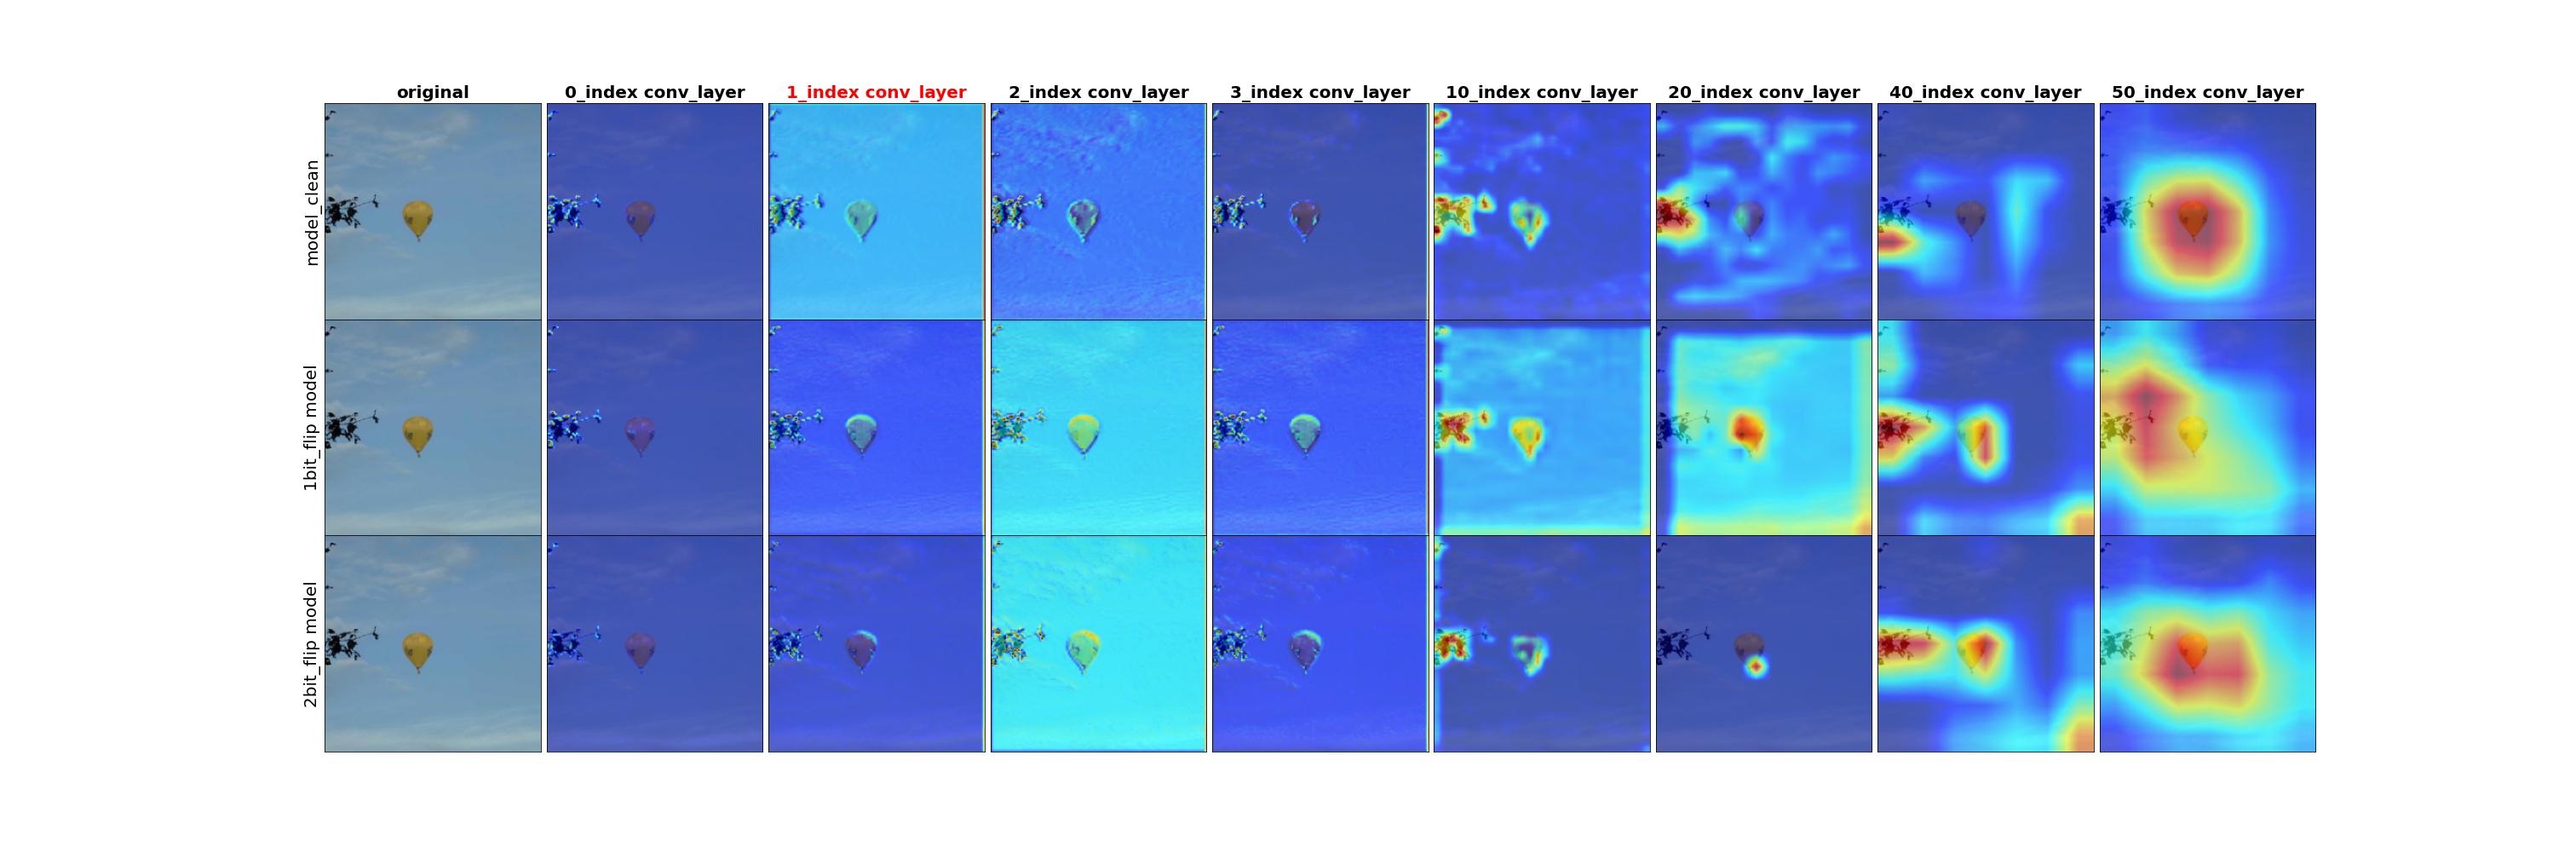 original 0_index conv_layer 1_index conv_layer 2_index conv_layer 3_index conv_layer 10_index conv_layer 20_index conv_layer 40_index conv_layer 50_index conv_layer
model_clean
1bit_flip model
2bit_flip model